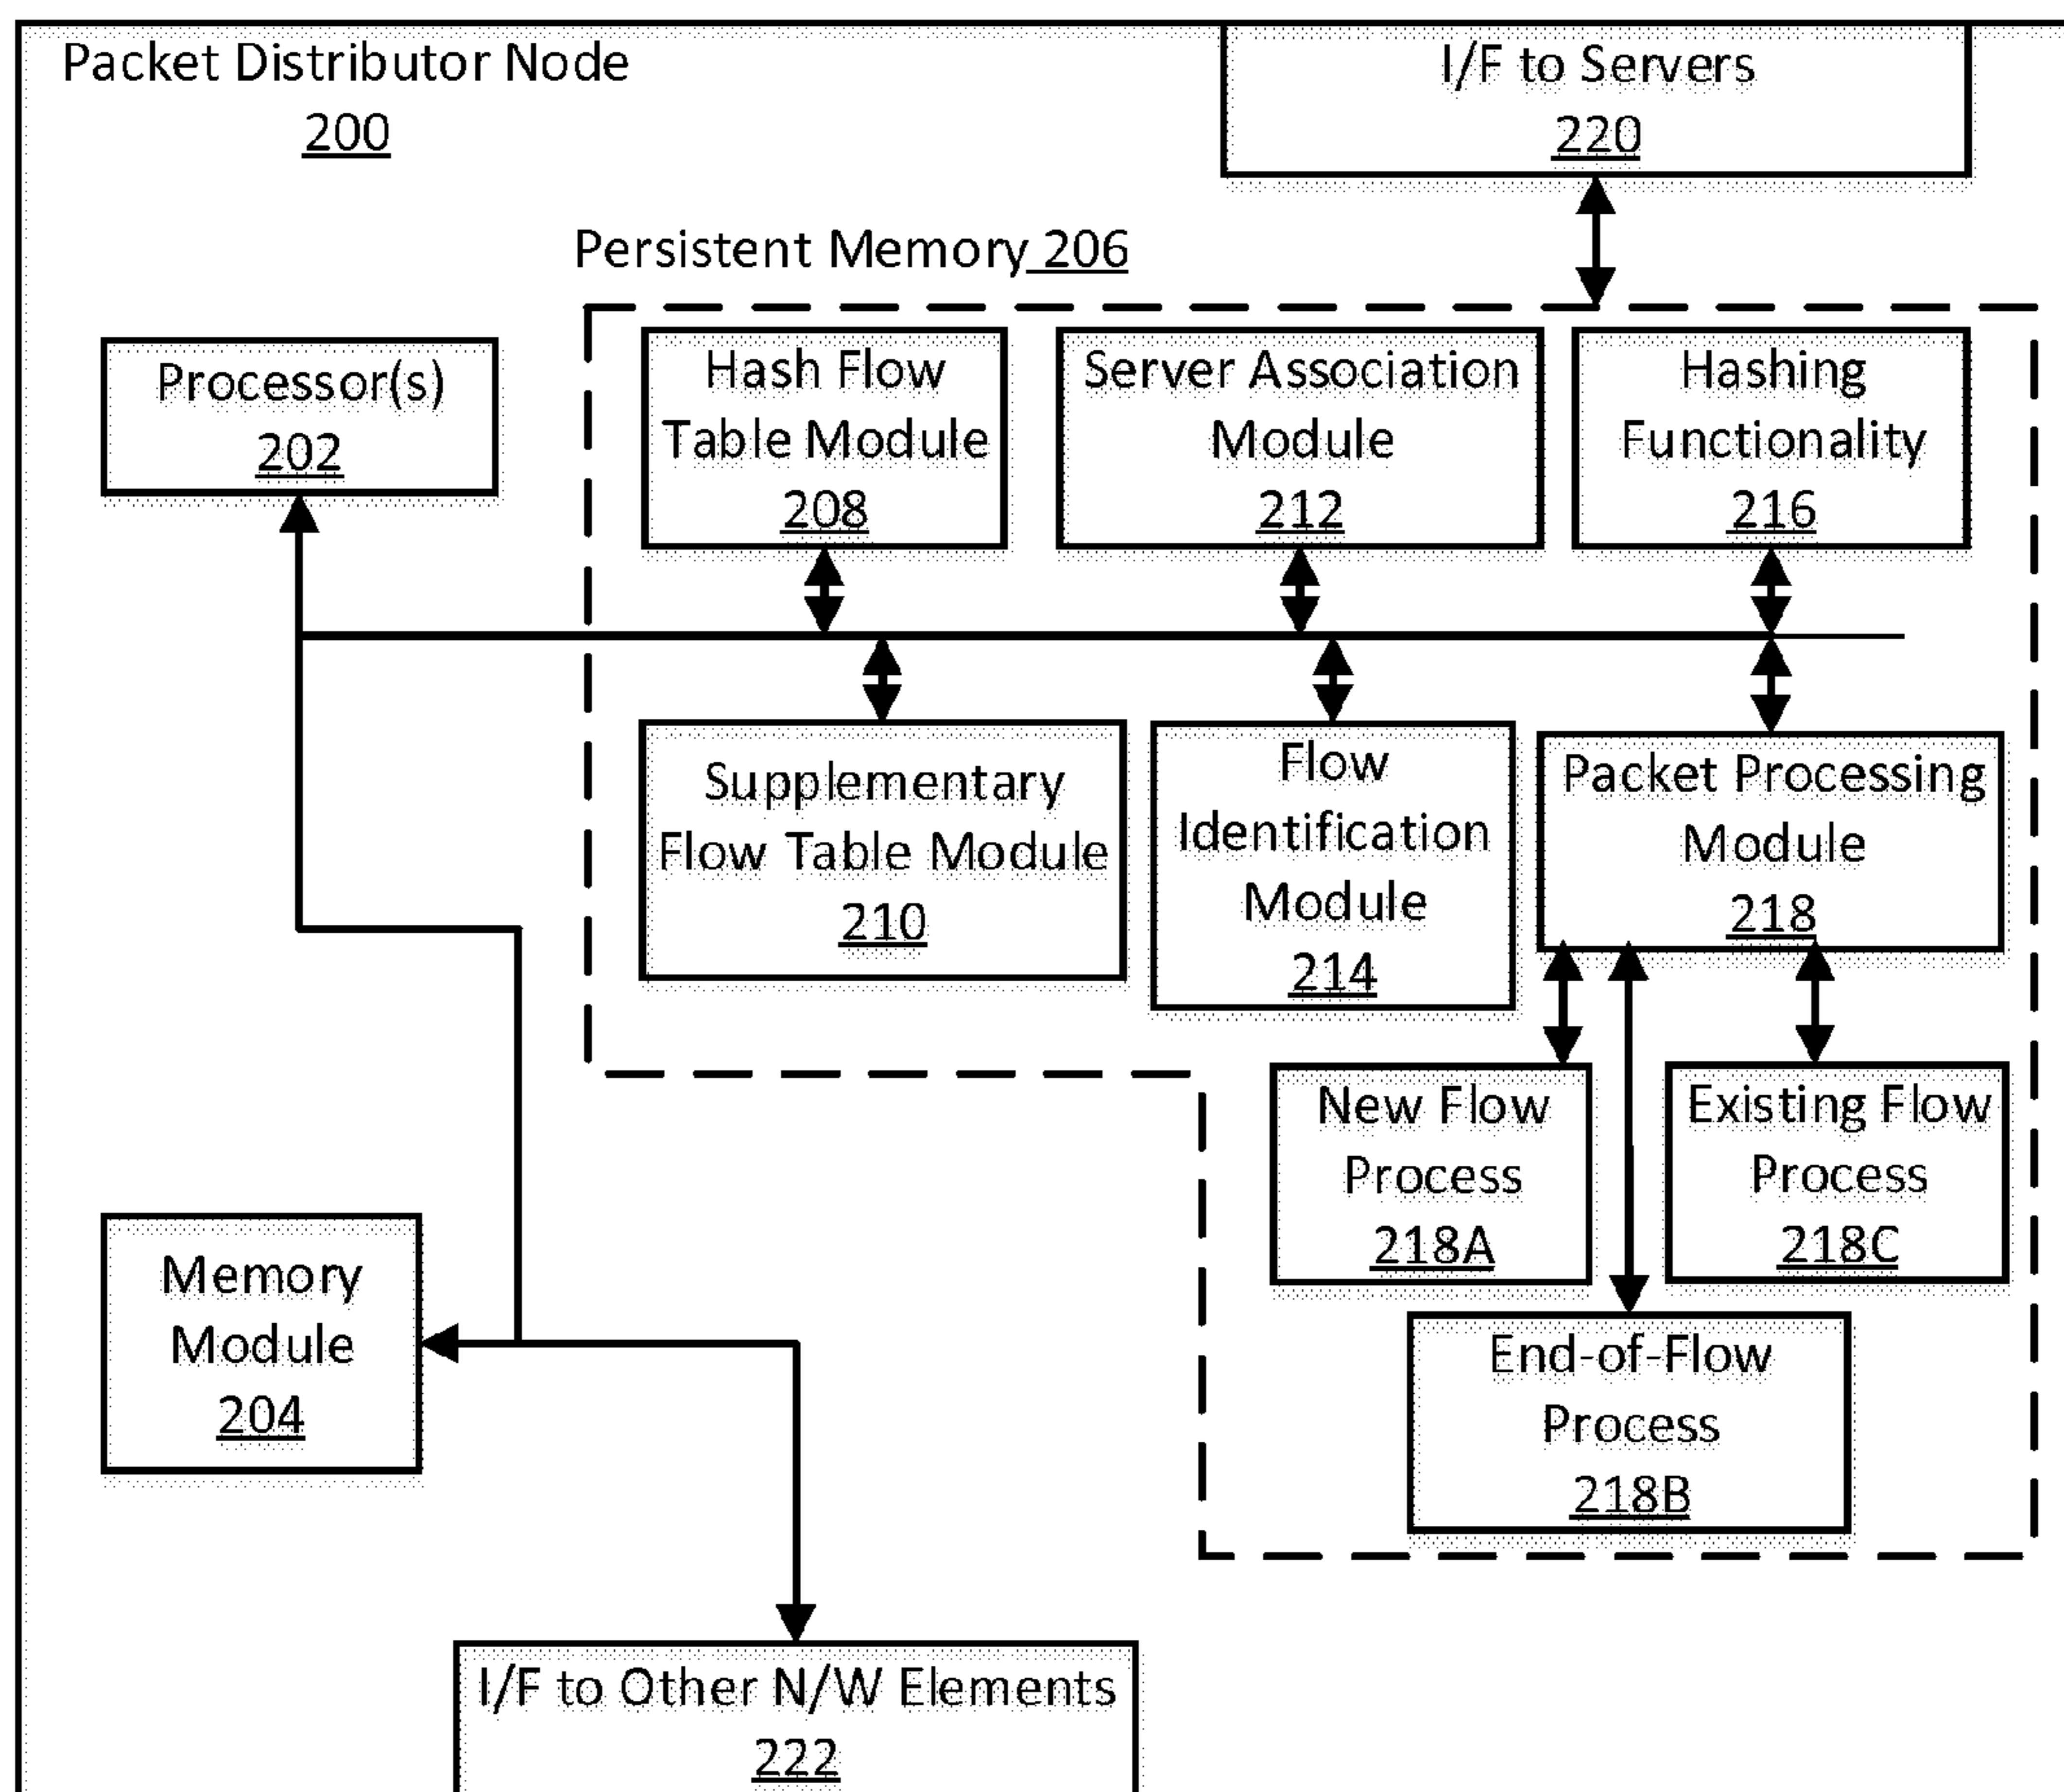 Packet Distributor Node
200
I/F to Servers
220
Persistent Memory 206
Processor(s)
202
Hash Flow
Table Module
208
Server Association
Module
212
Hashing
Functionality
216
Supplementary
Flow Table Module
210
Flow
Identification
Module
214
Packet Processing
Module
218
New Flow
Process
218A
Existing Flow
Process
218C
Memory
Module
204
End-of-Flow
Process
218B
I/F to Other N/W Elements
222